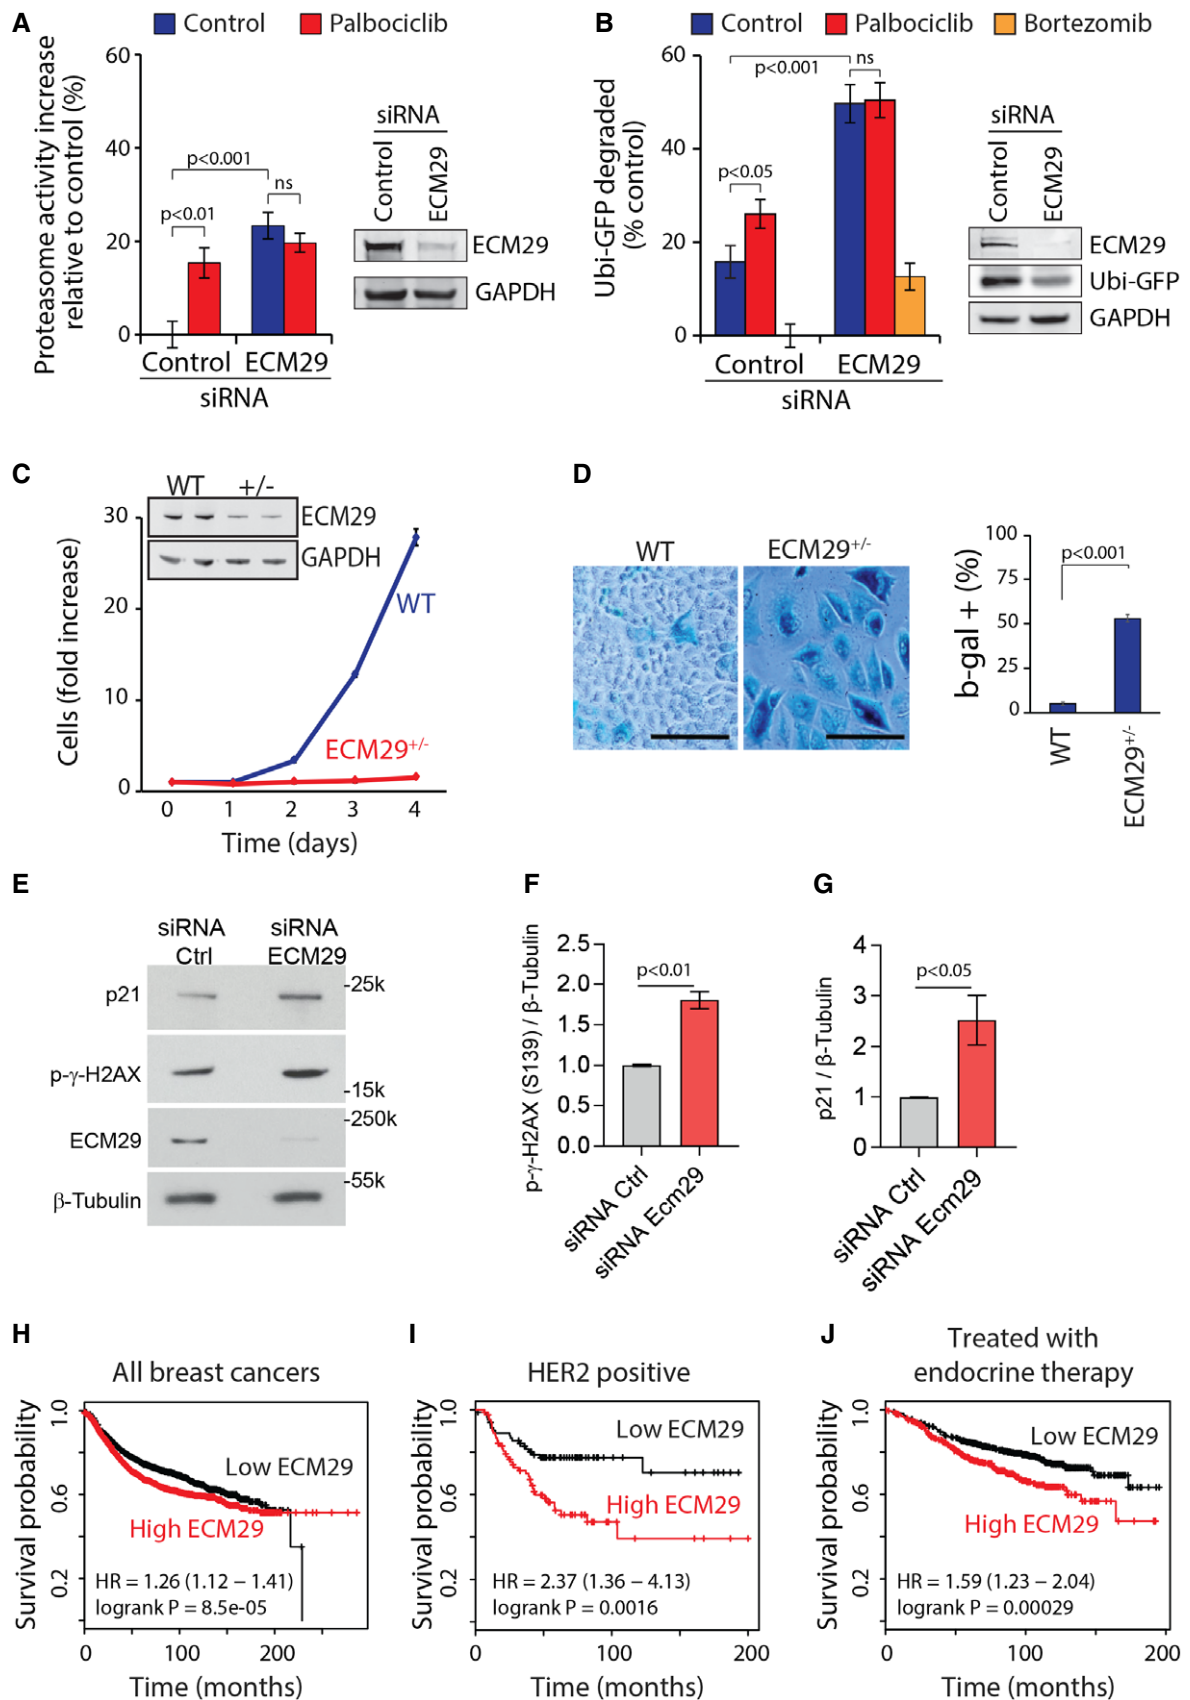 A
Control
Palbociclib
Proteasome activity increase
relative to control (%)
60
40
20
0
p<0.001
p<0.01
ns
Control
ECM29
siRNA
siRNA
Control
ECM29
ECM29
GAPDH
B
Control
Palbociclib
Bortezomib
Ubi-GFP degraded
(% control)
60
40
20
0
p<0.001
ns
p<0.05
Control
ECM29
siRNA
siRNA
Control
ECM29
ECM29
Ubi-GFP
GAPDH
C
WT
+/-
ECM29
GAPDH
Cells (fold increase)
30
20
10
0
WT
ECM29+/-
0 1 2 3 4
Time (days)
D
WT
ECM29+/-
b-gal + (%)
100
75
50
25
0
p<0.001
WT
ECM29+/-
E
siRNA
Ctrl
siRNA
ECM29
p21
-25k
p-γ-H2AX
-15k
-250k
ECM29
-55k
β-Tubulin
F
p-γ-H2AX (S139) / β-Tubulin
2.5
2.0
1.5
1.0
0.5
0.0
p<0.01
siRNA Ctrl
siRNA Ecm29
G
p21 / β-Tubulin
4
3
2
1
0
p<0.05
siRNA Ctrl
siRNA Ecm29
H
All breast cancers
Survival probability
1.0
0.6
0.2
Low ECM29
High ECM29
HR = 1.26 (1.12 – 1.41)
logrank P = 8.5e-05
0 100 200
Time (months)
I
HER2 positive
Survival probability
1.0
0.6
0.2
Low ECM29
High ECM29
HR = 2.37 (1.36 – 4.13)
logrank P = 0.0016
0 100 200
Time (months)
J
Treated with
endocrine therapy
Survival probability
1.0
0.6
0.2
Low ECM29
High ECM29
HR = 1.59 (1.23 – 2.04)
logrank P = 0.00029
0 100 200
Time (months)